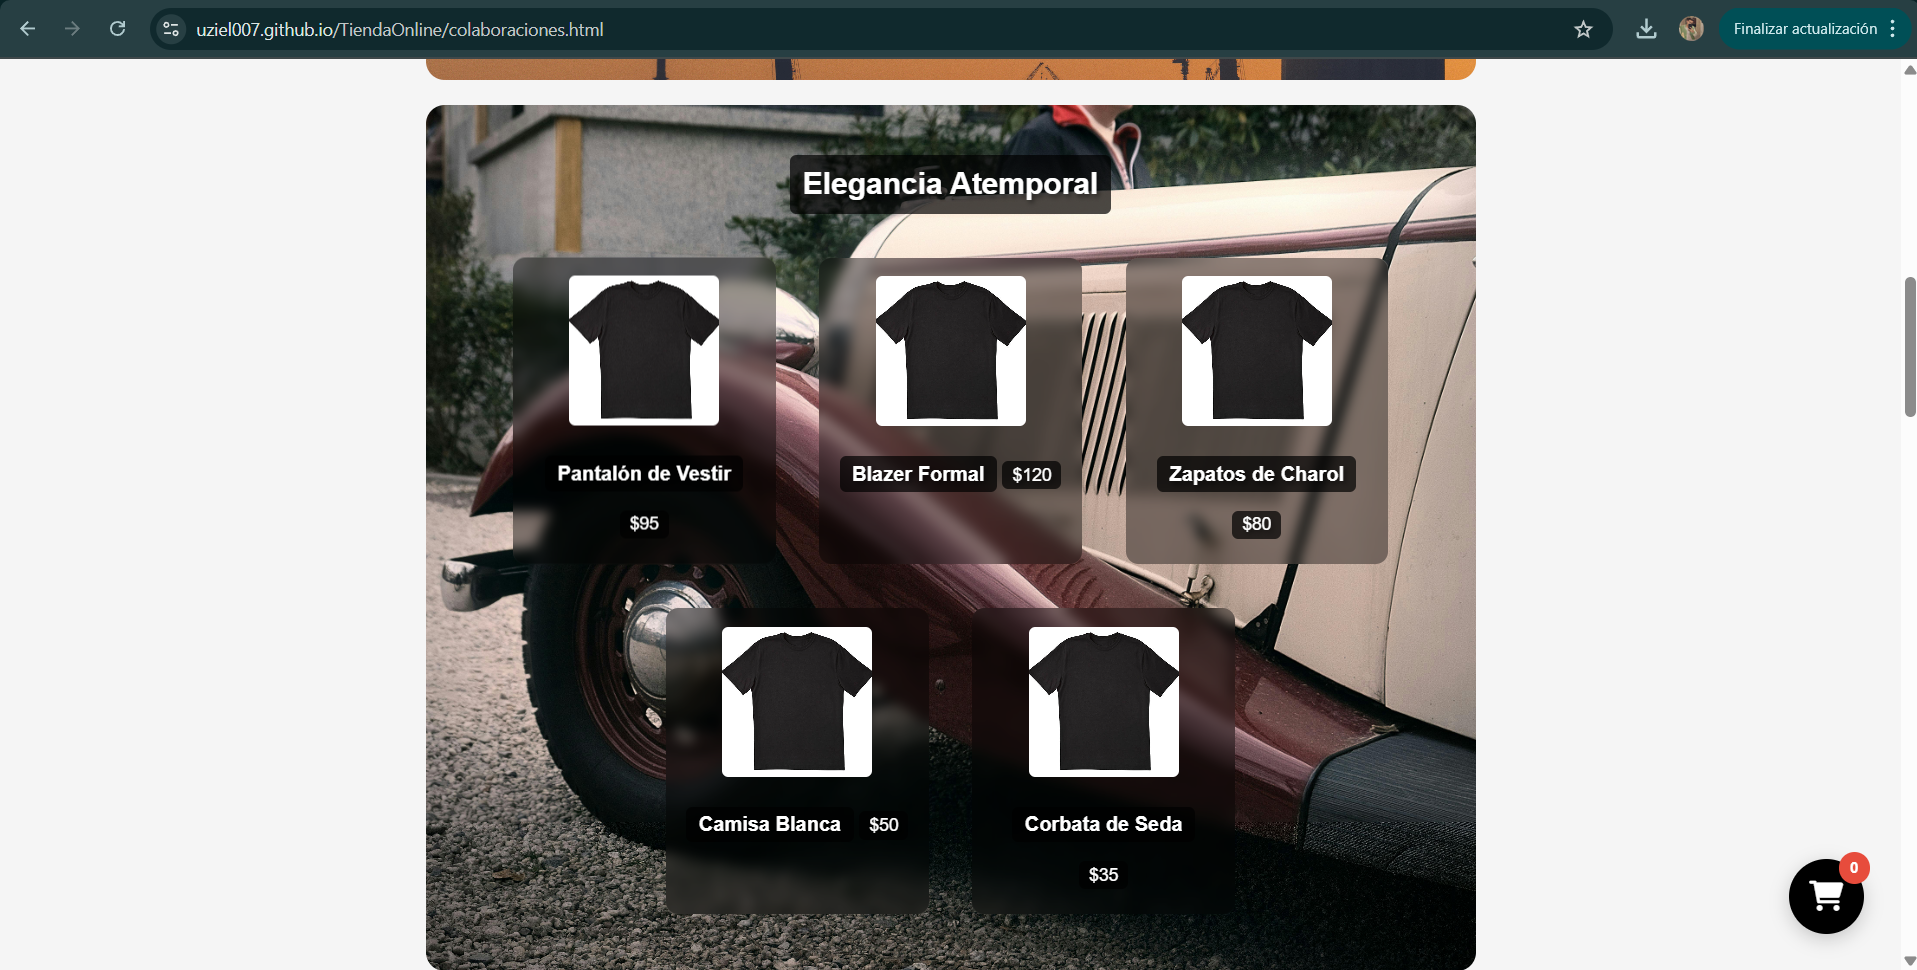 uziel007.github.io/TiendaOnline/colaboraciones.html
Finalizar actualización
Elegancia Atemporal
Pantalón de Vestir
$95
Blazer Formal $120
Zapatos de Charol
$80
Camisa Blanca $50
Corbata de Seda
$35
0